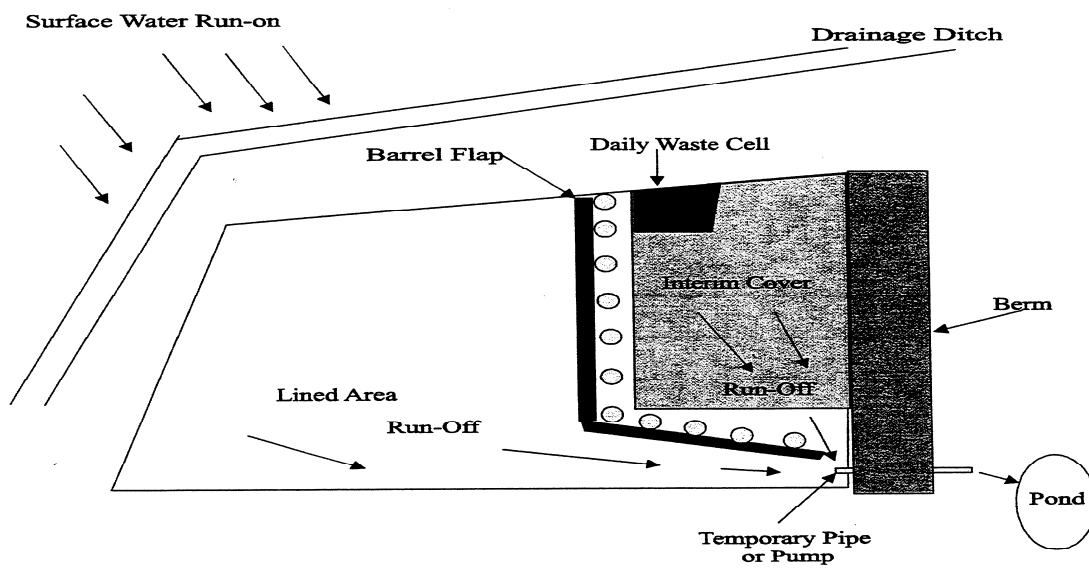 Surface Water Run-on
Drainage Ditch
Barrel Flap
Daily Waste Cell
Interim Cover
Berm
Run-Off
Lined Area
Run-Off
Pond
Temporary Pipe
or Pump